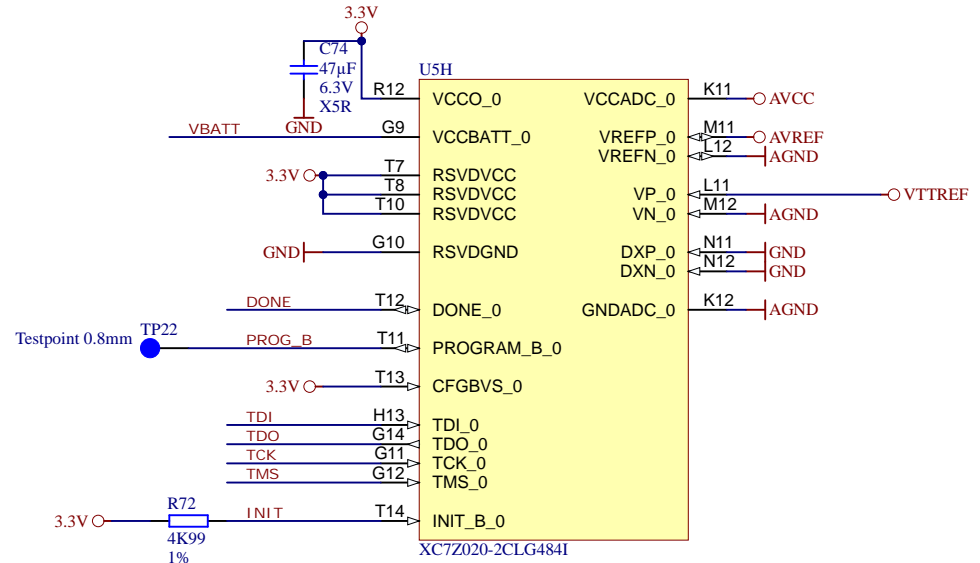 3.3V
C74
47µF
6.3V
X5R
GND
U5H
R12 VCCO_0 VCCADC_0 K11 AVCC
VBATT G9 VCCBATT_0 VREFP_0 M11 AVREF
VREFN_0 L12 AGND
3.3V T7 RSVDVCC
T8 RSVDVCC VP_0 L11 VTTREF
T10 RSVDVCC VN_0 M12 AGND
GND G10 RSVDGND DXP_0 N11 GND
DXN_0 N12 GND
DONE T12 DONE_0 GNDADC_0 K12 AGND
Testpoint 0.8mm TP22 PROG_B T11 PROGRAM_B_0
3.3V T13 CFGBVS_0
TDI H13 TDI_0
TDO G14 TDO_0
TCK G11 TCK_0
TMS G12 TMS_0
3.3V R72 INIT T14 INIT_B_0
4K99
1%
XC7Z020-2CLG484I